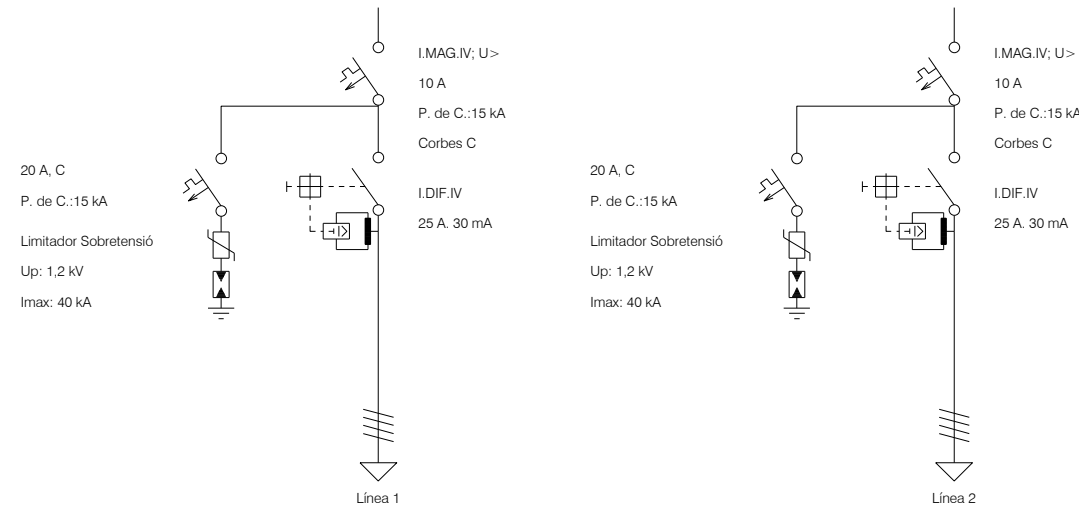 I.MAG.IV; U>
10 A
P. de C.:15 kA
Corbes C
20 A, C
P. de C.:15 kA
Limitador Sobretensió
Up: 1,2 kV
Imax: 40 kA
I.DIF.IV
25 A. 30 mA
Línea 1
I.MAG.IV; U>
10 A
P. de C.:15 kA
Corbes C
20 A, C
P. de C.:15 kA
Limitador Sobretensió
Up: 1,2 kV
Imax: 40 kA
I.DIF.IV
25 A. 30 mA
Línea 2